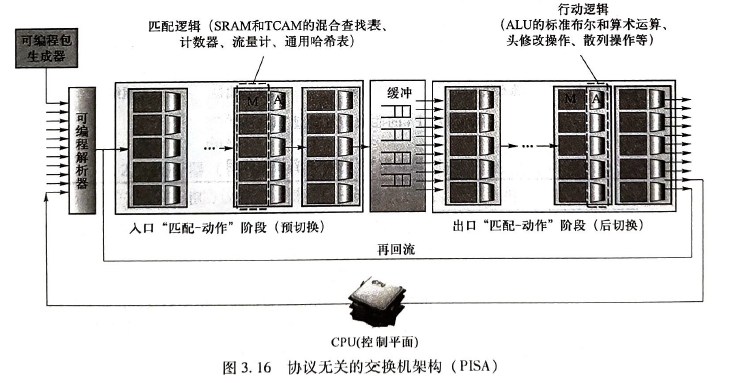 可编程包
生成器
匹配逻辑（SRAM和TCAM的混合查找表、
计数器、流量计、通用哈希表）
行动逻辑
（ALU的标准布尔和算术运算、
头修改操作、散列操作等）
可编程解析器
M
A
…
缓冲
…
M
A
入口“匹配-动作”阶段（预切换）
出口“匹配-动作”阶段（后切换）
再回流
CPU(控制平面)
图 3.16 协议无关的交换机架构（PISA）